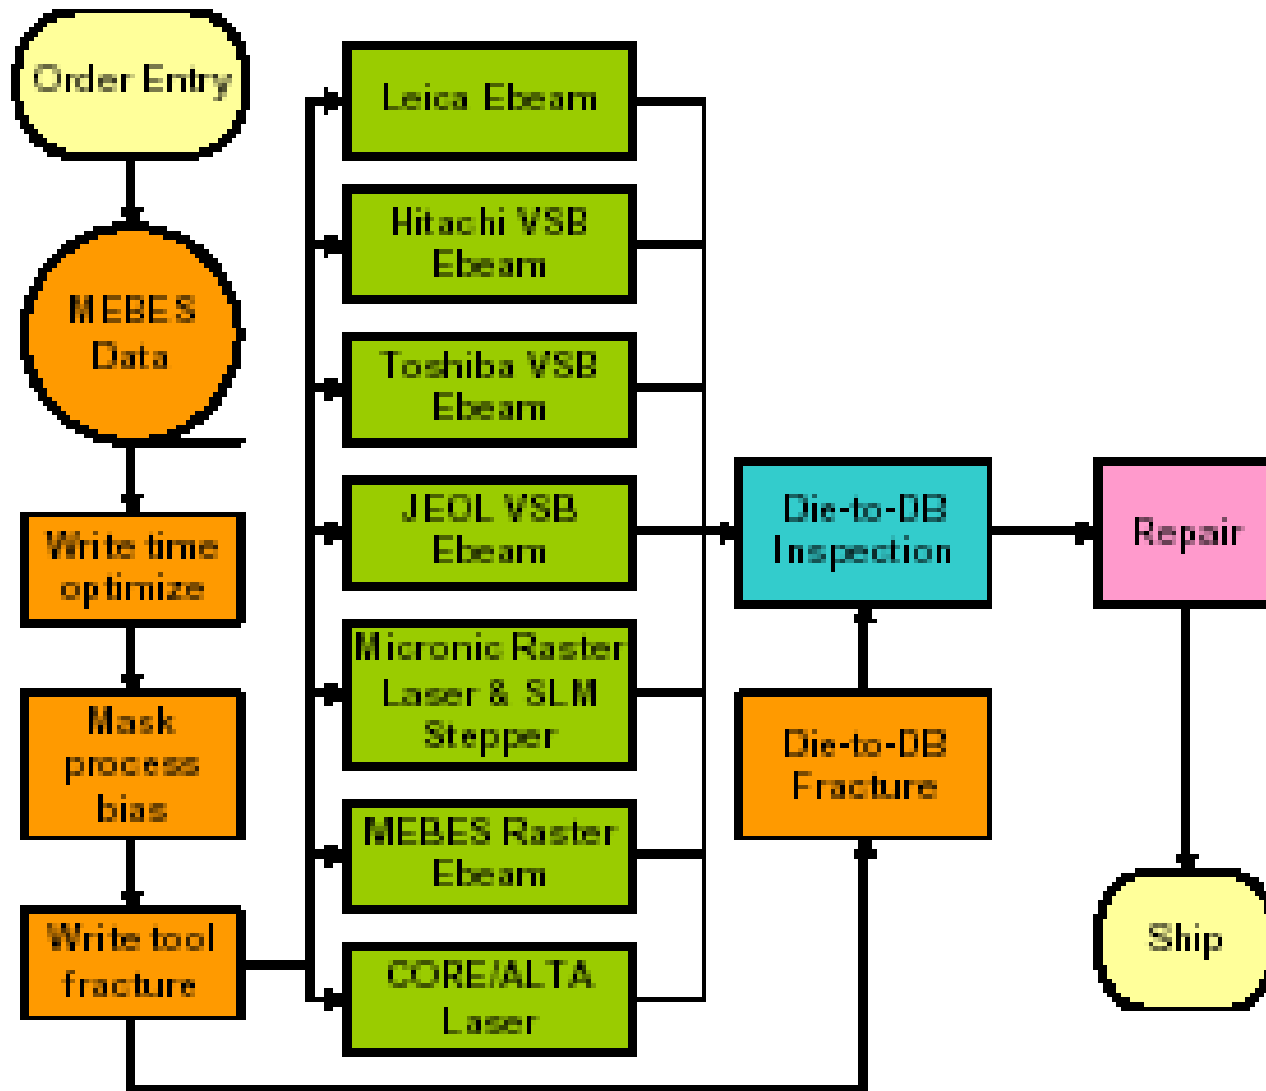 Order Entry
MEBES
Data
Write time
optimize
Mask
process
bias
Write tool
fracture
Leica Ebeam
Hitachi VSB
Ebeam
Toshiba VSB
Ebeam
JEOL VSB
Ebeam
Micronic Raster
Laser & SLM
Stepper
MEBES Raster
Ebeam
CORE/ALTA
Laser
Die-to-DB
Inspection
Die-to-DB
Fracture
Repair
Ship